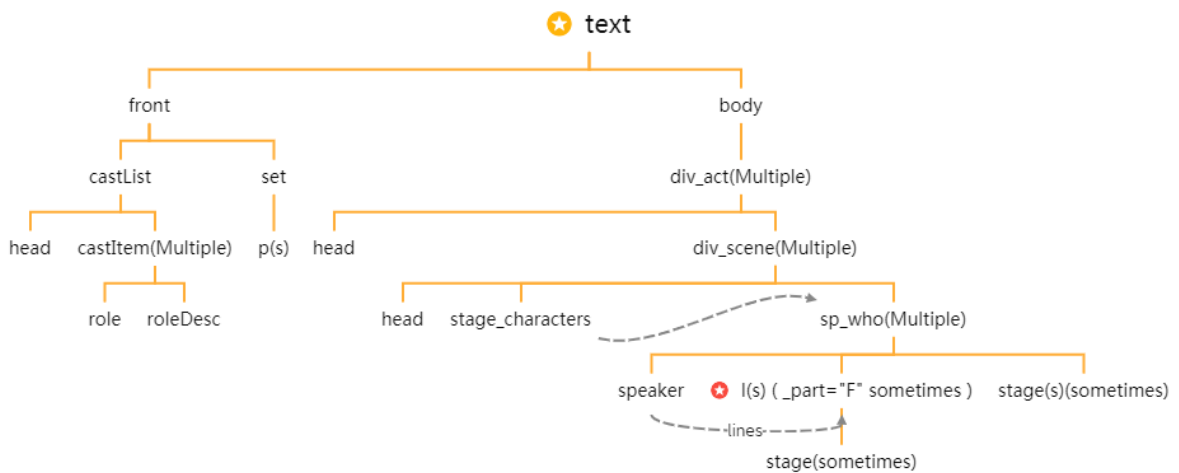 text
front body
castList set div_act(Multiple)
head castItem(Multiple) p(s) head div_scene(Multiple)
role roleDesc head stage_characters sp_who(Multiple)
speaker l(s) ( _part="F" sometimes ) stage(s)(sometimes)
lines
stage(sometimes)